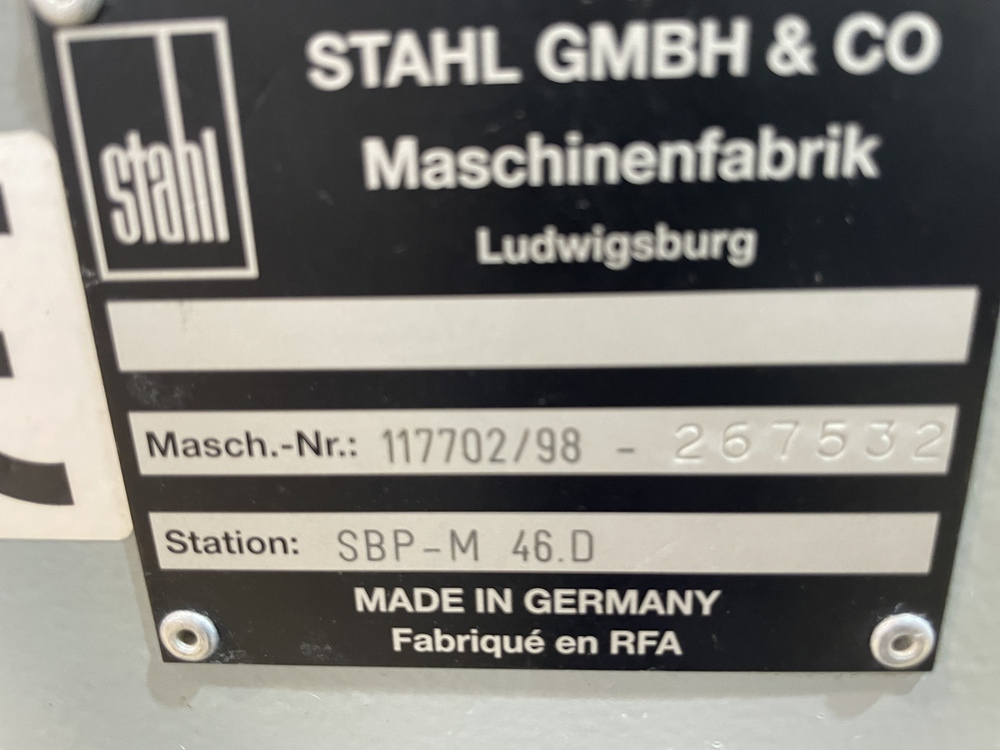 stahl
STAHL GMBH & CO
Maschinenfabrik
Ludwigsburg
Masch.-Nr.: 117702/98 - 267532
Station: SBP-M 46.D
MADE IN GERMANY
Fabriqué en RFA